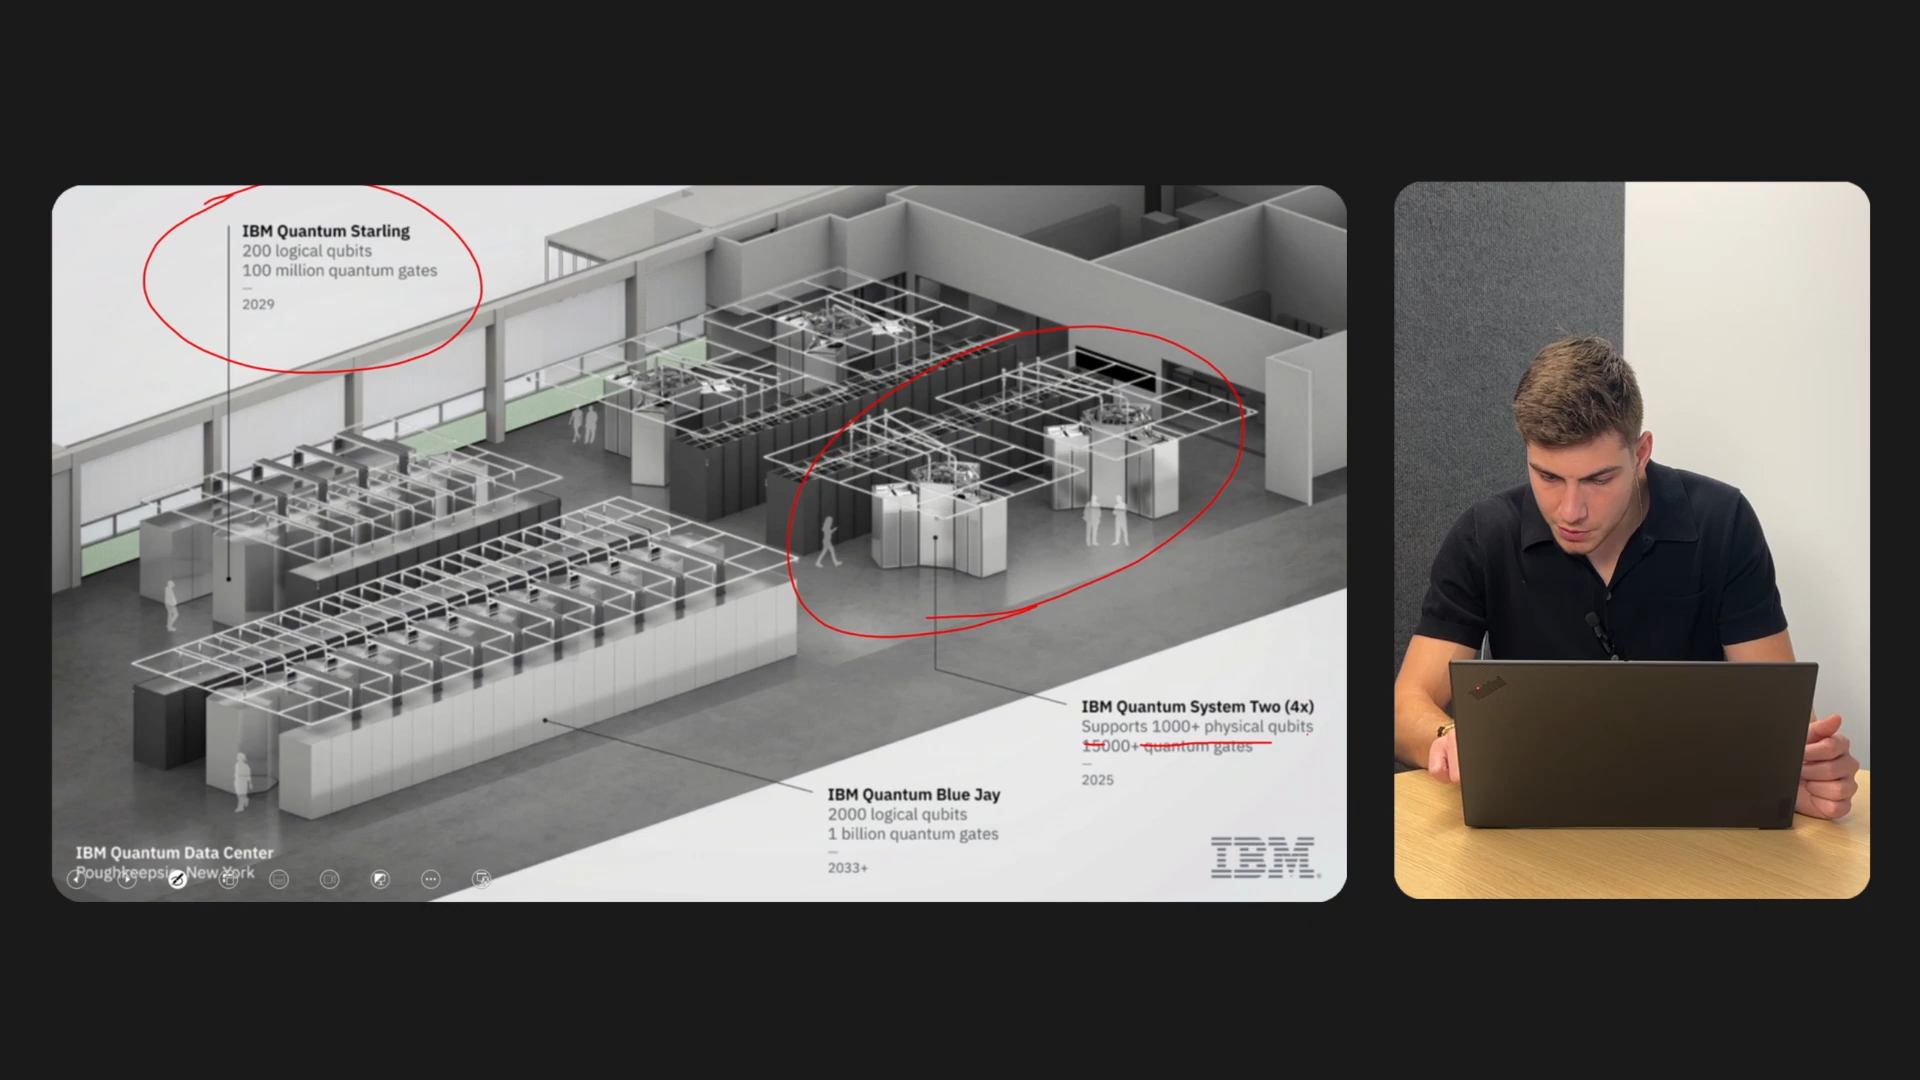 IBM Quantum Starling
200 logical qubits
100 million quantum gates
—
2029
IBM Quantum System Two (4x)
Supports 1000+ physical qubits
15000+ quantum gates
—
2025
IBM Quantum Blue Jay
2000 logical qubits
1 billion quantum gates
—
2033+
IBM Quantum Data Center
Poughkeepsie, New York
IBM.